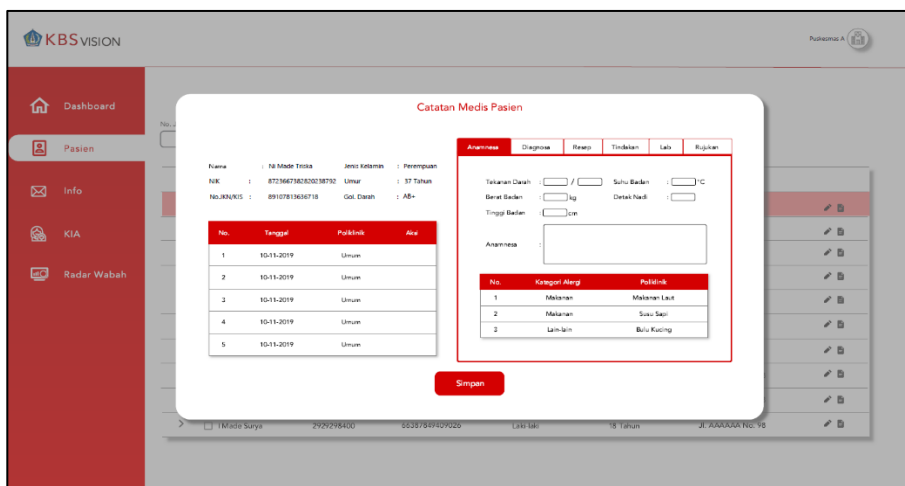 KBS VISION
Puskesmas A
Dashboard
Pasien
Info
KIA
Radar Wabah
No.
Catatan Medis Pasien
Nama : Ni Made Triska Jenis Kelamin : Perempuan
NIK : 8723667382820238792 Umur : 37 Tahun
No.JKN/KIS : 89107813636718 Gol. Darah : AB+
No. Tanggal Poliklinik Aksi
1 10-11-2019 Umum
2 10-11-2019 Umum
3 10-11-2019 Umum
4 10-11-2019 Umum
5 10-11-2019 Umum
Anamnesa Diagnosa Resep Tindakan Lab Rujukan
Tekanan Darah : / Suhu Badan : °C
Berat Badan : kg Detak Nadi :
Tinggi Badan : cm
Anamnesa :
No. Kategori Alergi Poliklinik
1 Makanan Makanan Laut
2 Makanan Susu Sapi
3 Lain-lain Bulu Kucing
Simpan
I Made Surya 2929298400 66387849409026 Laki-laki 18 Tahun Jl. AAAAAA No. 98